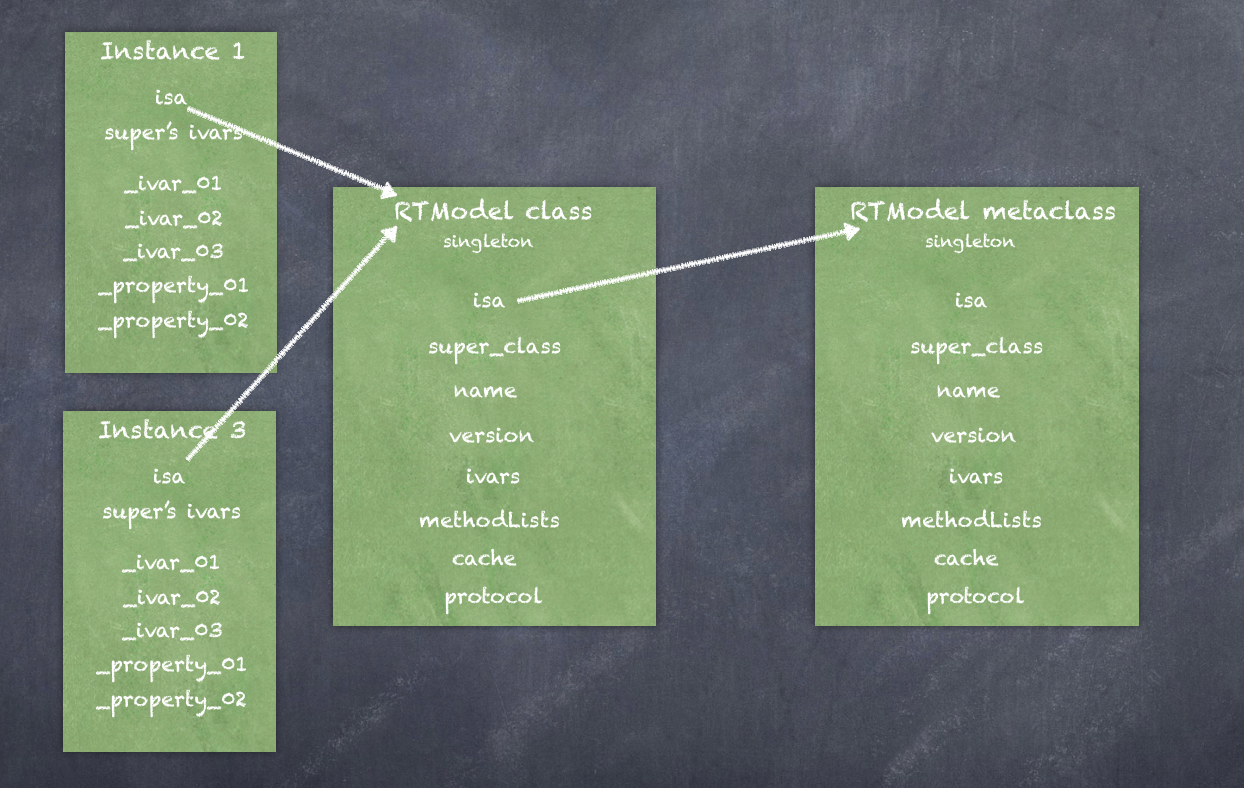 Instance 1
isa
super's ivars
_ivar_01
_ivar_02
_ivar_03
_property_01
_property_02
Instance 3
isa
super's ivars
_ivar_01
_ivar_02
_ivar_03
_property_01
_property_02
RTModel class
singleton
isa
super_class
name
version
ivars
methodLists
cache
protocol
RTModel metaclass
singleton
isa
super_class
name
version
ivars
methodLists
cache
protocol